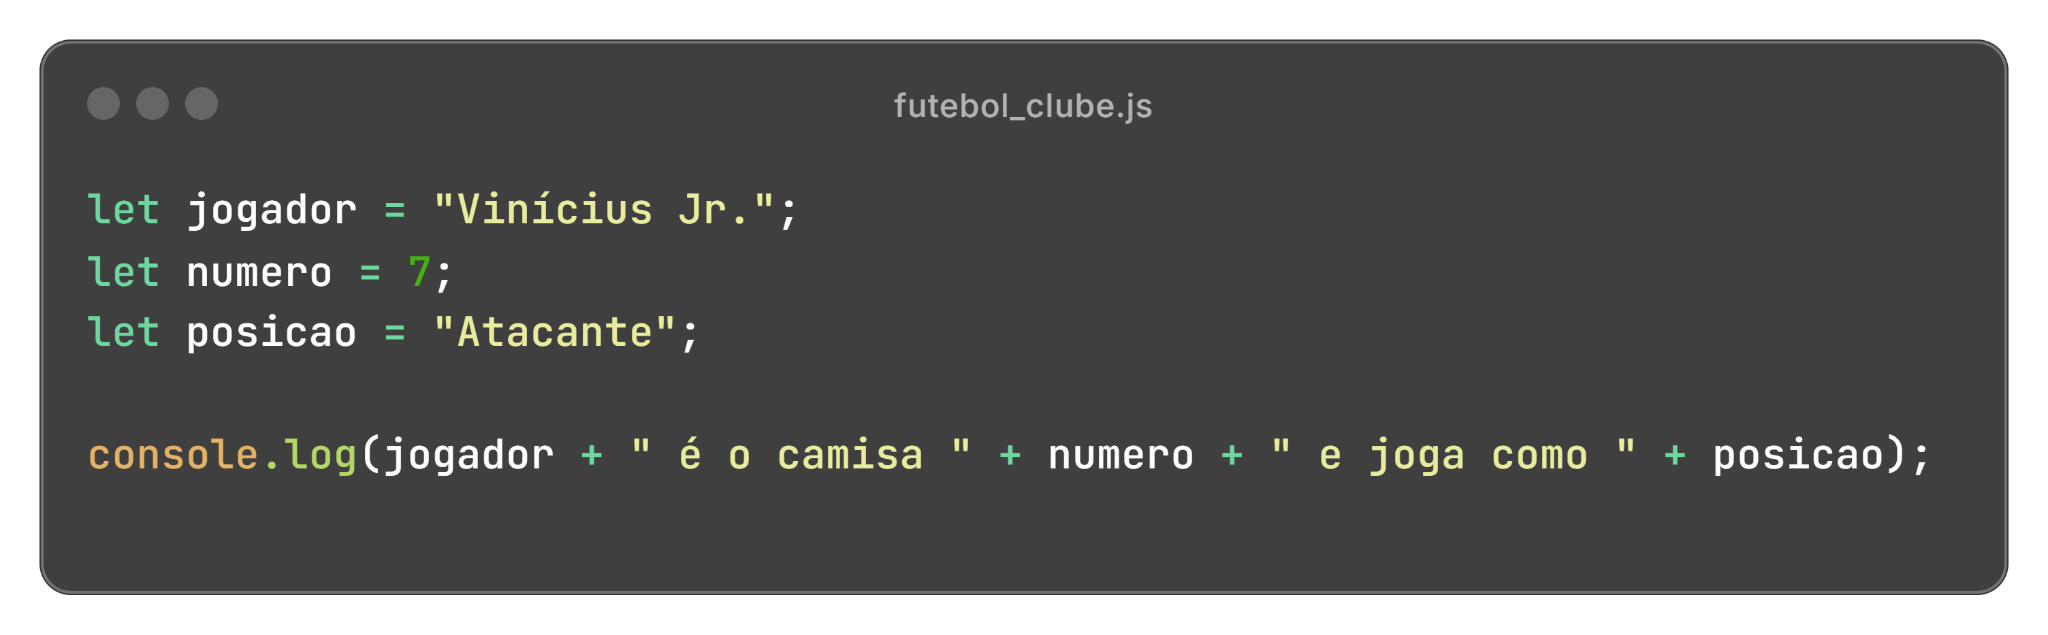 futebol_clube.js
let jogador = "Vinícius Jr.";
let numero = 7;
let posicao = "Atacante";
console.log(jogador + " é o camisa " + numero + " e joga como " + posicao);